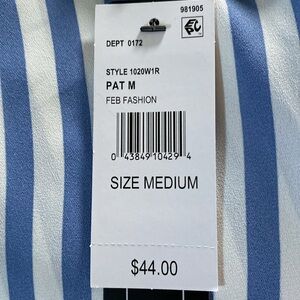 981905
DEPT 0172
STYLE 1020W1R
PAT M
FEB FASHION
0 43849 10429 4
SIZE MEDIUM
$44.00